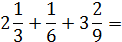 2 1/3 + 1/6 + 3 2/9 =